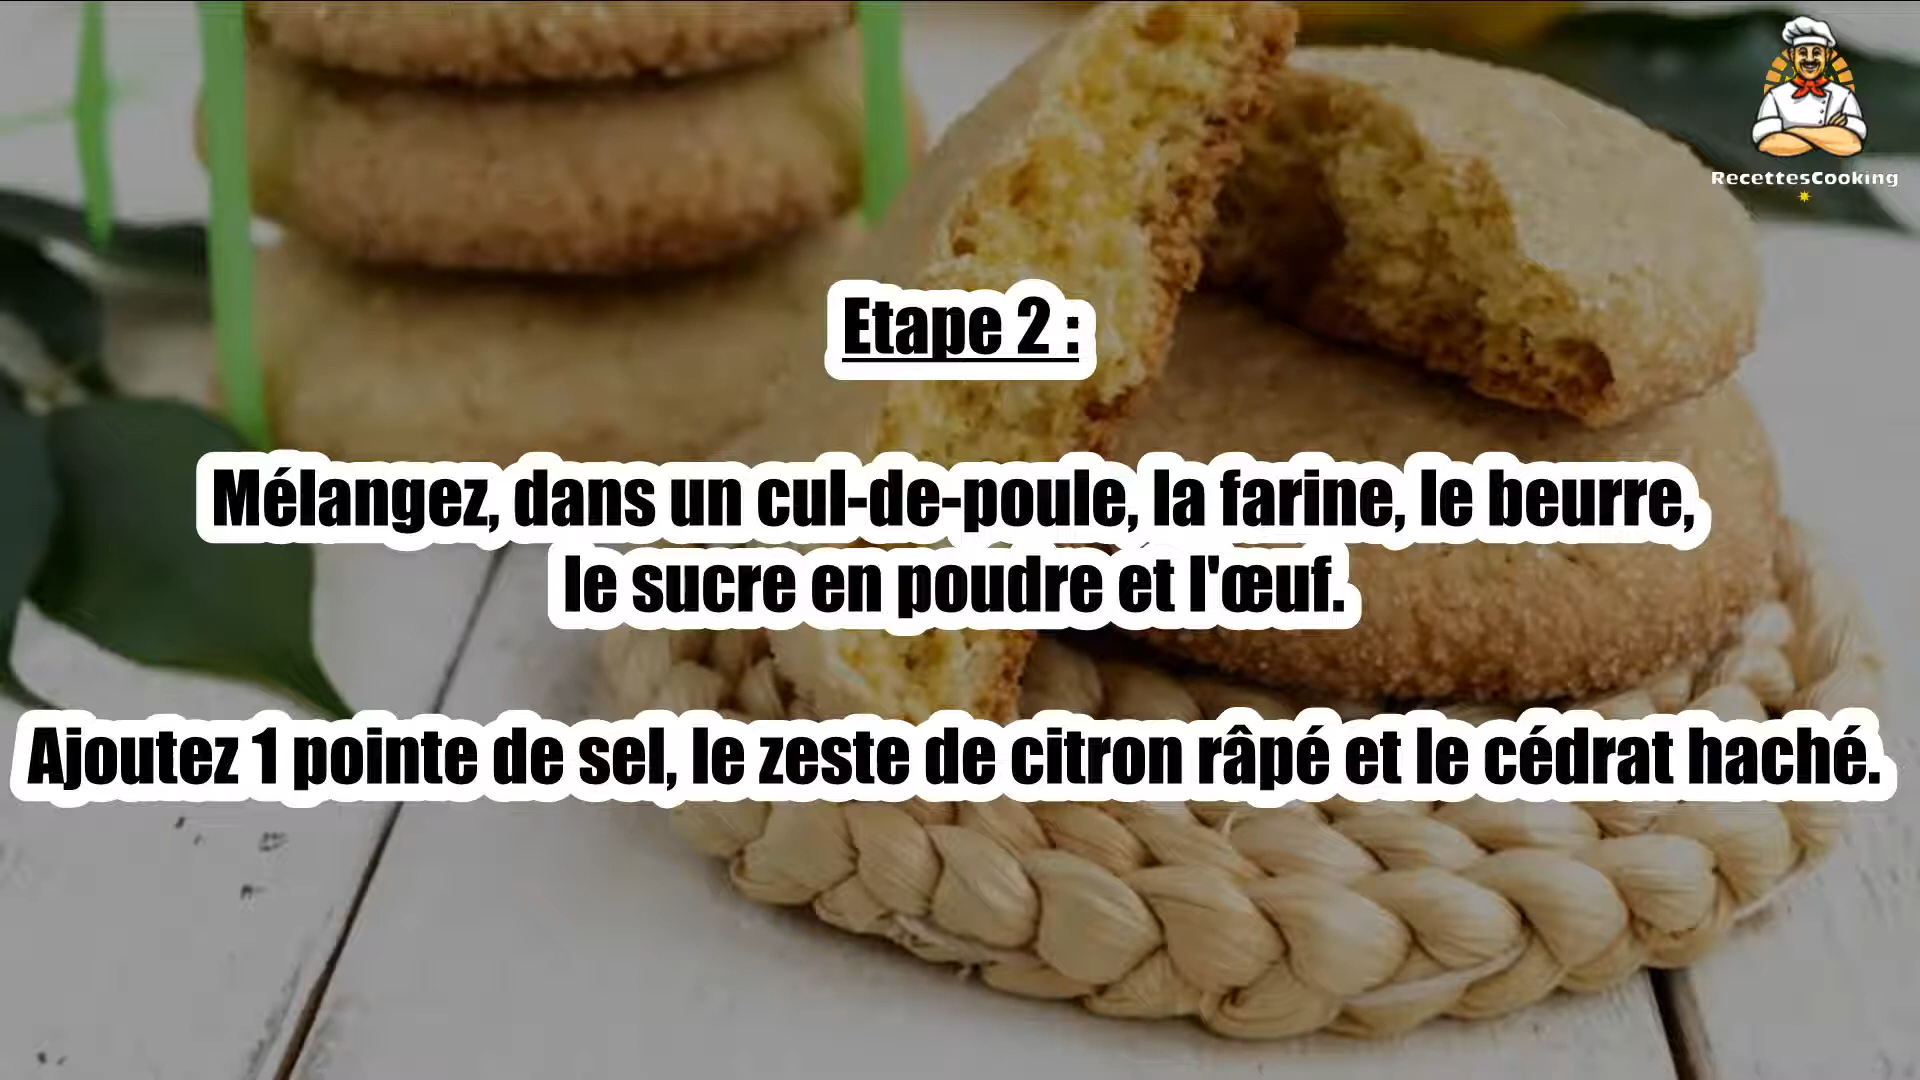 RecettesCooking
Etape 2 :
Mélangez, dans un cul-de-poule, la farine, le beurre,
le sucre en poudre et l'œuf.
Ajoutez 1 pointe de sel, le zeste de citron râpé et le cédrat haché.